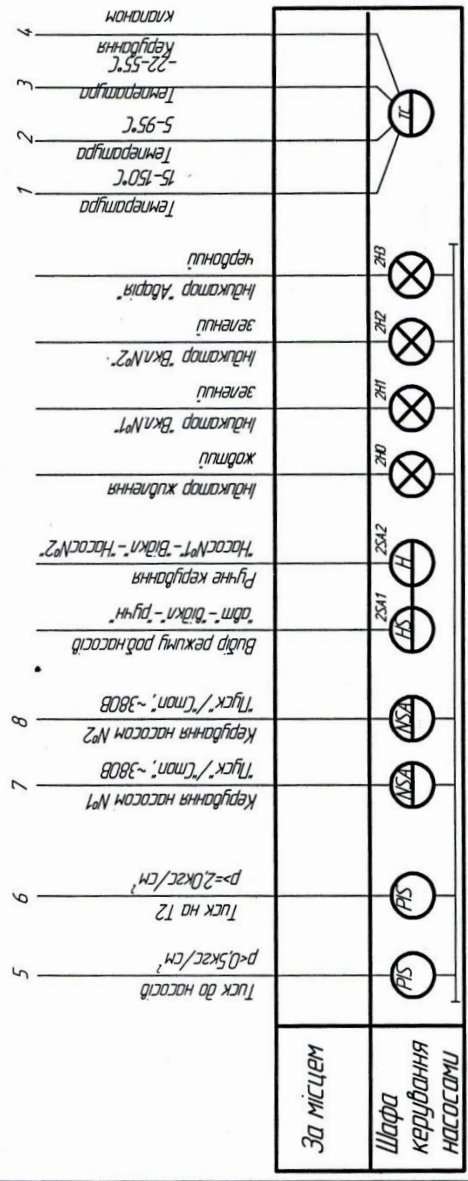 5
Тиск до насосів
p<0,5кгс/см²
6
Тиск на Т2
p>=2,0кгс/см²
7
Керування насосом №1
"Пуск"/"Стоп", ~380В
8
Керування насосом №2
"Пуск"/"Стоп", ~380В
Вибір режиму роб.насосів
"авт"-"відкл"-"ручн"
Ручне керування
"Насос№1"-"Відкл"-"Насос№2"
Індикатор живлення
жовтий
Індикатор "Вкл.№1"
зелений
Індикатор "Вкл.№2"
зелений
Індикатор "Аварія"
червоний
1
Температура
15-150°С
2
Температура
5-95°С
3
Температура
-22-55°С
4
Керування
клапаном
За місцем
Шафа
керування
насосами
PIS
PIS
NSA
NSA
HS
2SA1
H
2SA2
2H0
2H1
2H2
2H3
TC